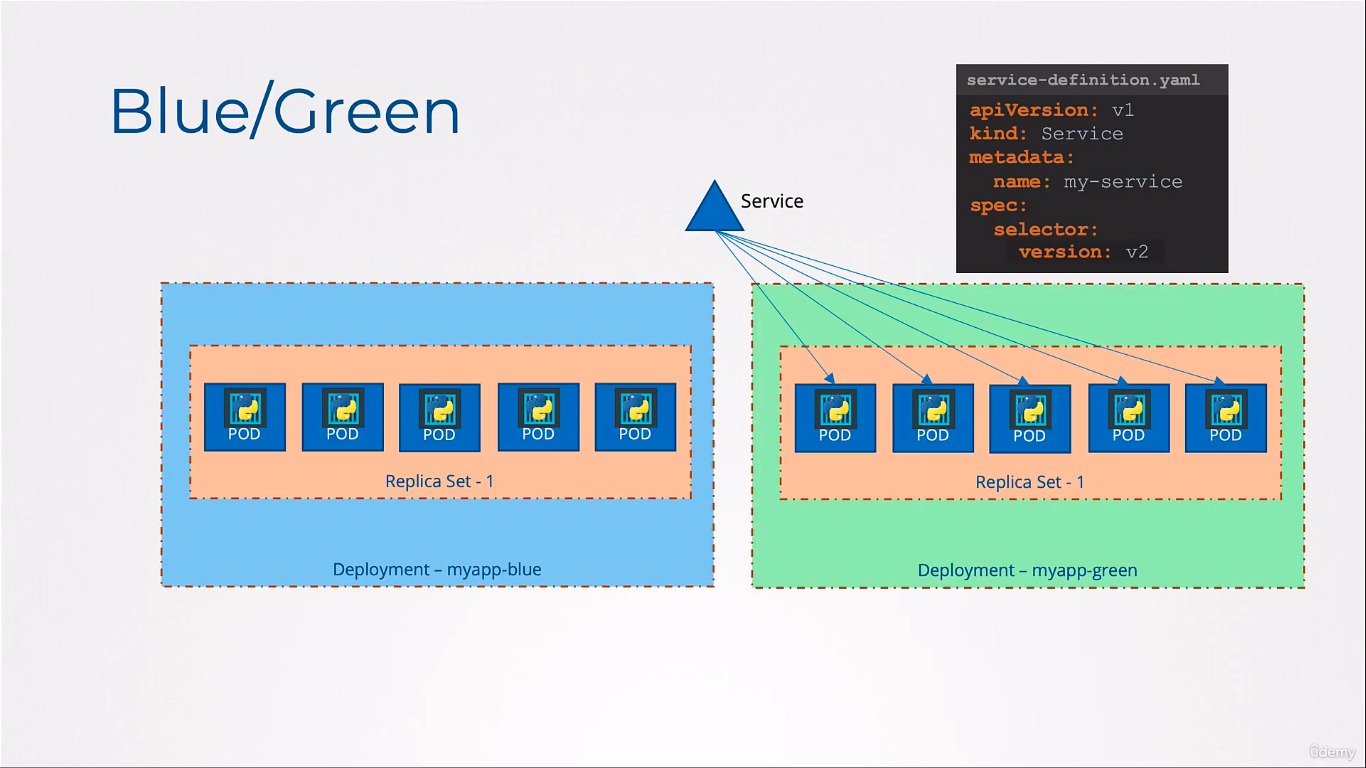 Blue/Green
service-definition.yaml
apiVersion: v1
kind: Service
metadata:
  name: my-service
spec:
  selector:
    version: v2
Service
POD
POD
POD
POD
POD
Replica Set - 1
Deployment – myapp-blue
POD
POD
POD
POD
POD
Replica Set - 1
Deployment – myapp-green
ûdemy